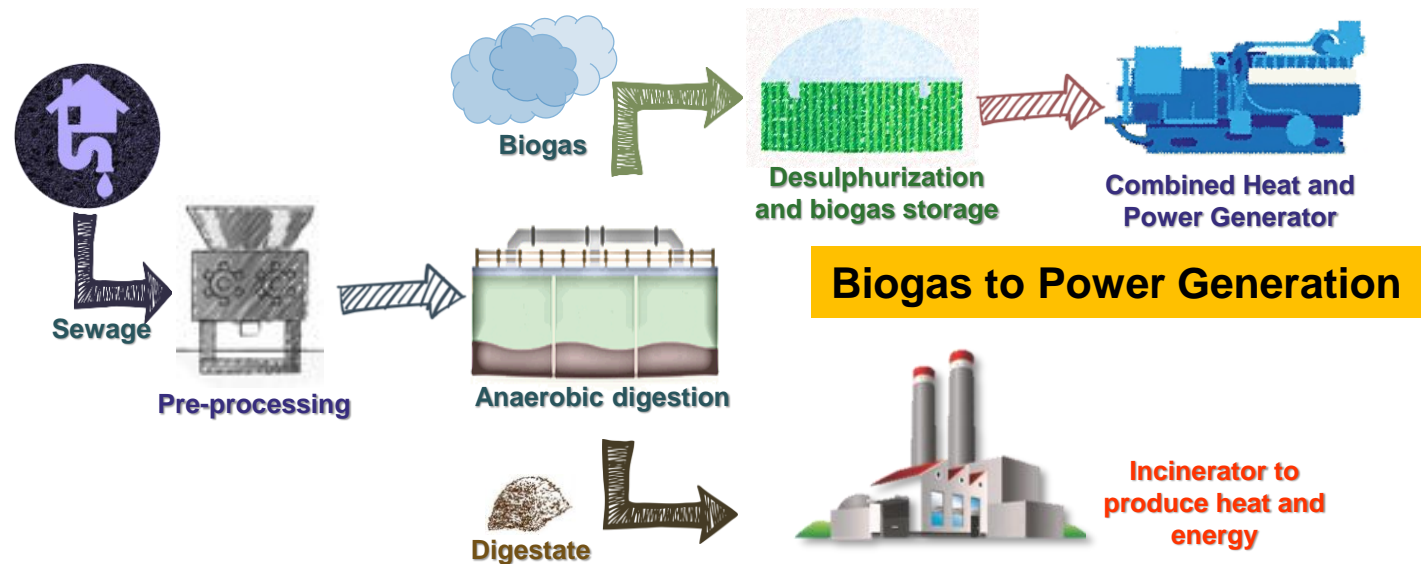 Biogas
Desulphurization
and biogas storage
Combined Heat and
Power Generator
Biogas to Power Generation
Sewage
Pre-processing
Anaerobic digestion
Digestate
Incinerator to
produce heat and
energy